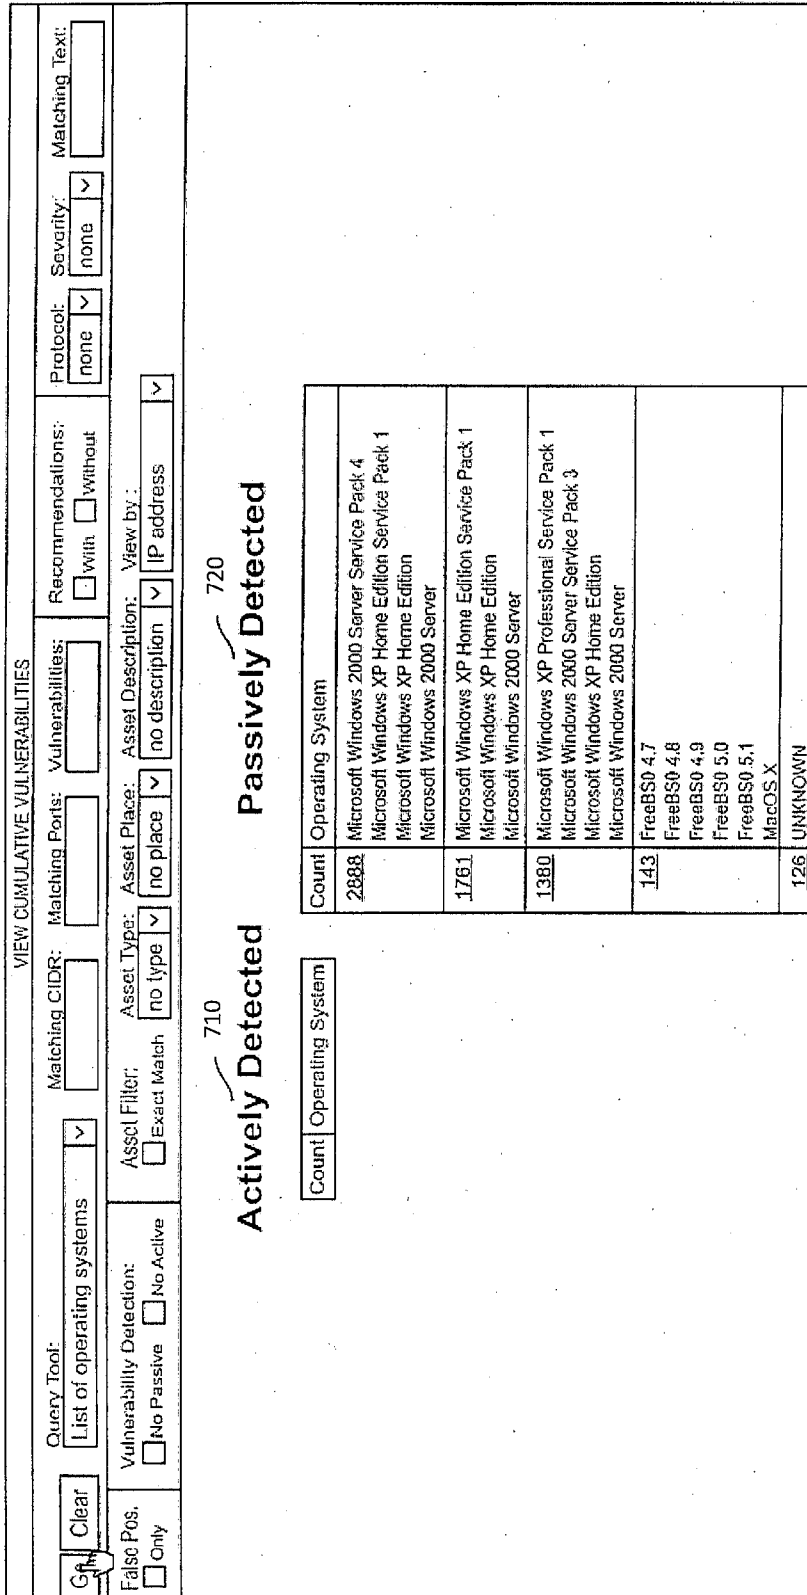 VIEW CUMULATIVE VULNERABILITIES
Query Tool:
Matching CIDR:
Matching Ports:
Vulnerabilities:
Recommendations:
Protocol:
Severity:
Matching Text:
Clear
List of operating systems
With
Without
none
none
False Pos.
Vulnerability Detection:
Asset Filter:
Asset Type:
Asset Place:
Asset Description:
View by :
Only
No Passive
No Active
Exact Match
no type
no place
no description
IP address
710
720
Actively Detected
Passively Detected
Count Operating System
Count Operating System
2888 Microsoft Windows 2000 Server Service Pack 4
Microsoft Windows XP Home Edition Service Pack 1
Microsoft Windows XP Home Edition
Microsoft Windows 2000 Server
1761 Microsoft Windows XP Home Edition Service Pack 1
Microsoft Windows XP Home Edition
Microsoft Windows 2000 Server
1380 Microsoft Windows XP Professional Service Pack 1
Microsoft Windows 2000 Server Service Pack 3
Microsoft Windows XP Home Edition
Microsoft Windows 2000 Server
143 FreeBS0 4.7
FreeBS0 4.8
FreeBS0 4.9
FreeBS0 5.0
FreeBS0 5.1
MacOS X
126 UNKNOWN